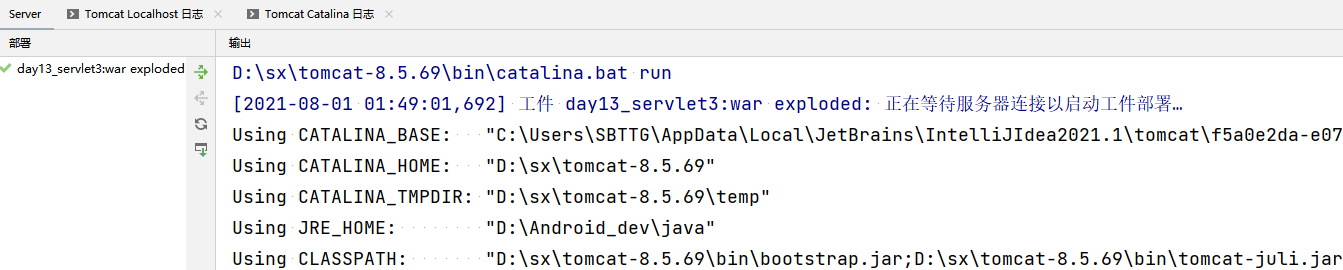 Server Tomcat Localhost 日志 Tomcat Catalina 日志
部署 输出
day13_servlet3:war exploded
D:\sx\tomcat-8.5.69\bin\catalina.bat run
[2021-08-01 01:49:01,692] 工件 day13_servlet3:war exploded: 正在等待服务器连接以启动工件部署…
Using CATALINA_BASE:   "C:\Users\SBTTG\AppData\Local\JetBrains\IntelliJIdea2021.1\tomcat\f5a0e2da-e07
Using CATALINA_HOME:   "D:\sx\tomcat-8.5.69"
Using CATALINA_TMPDIR: "D:\sx\tomcat-8.5.69\temp"
Using JRE_HOME:        "D:\Android_dev\java"
Using CLASSPATH:       "D:\sx\tomcat-8.5.69\bin\bootstrap.jar;D:\sx\tomcat-8.5.69\bin\tomcat-juli.jar